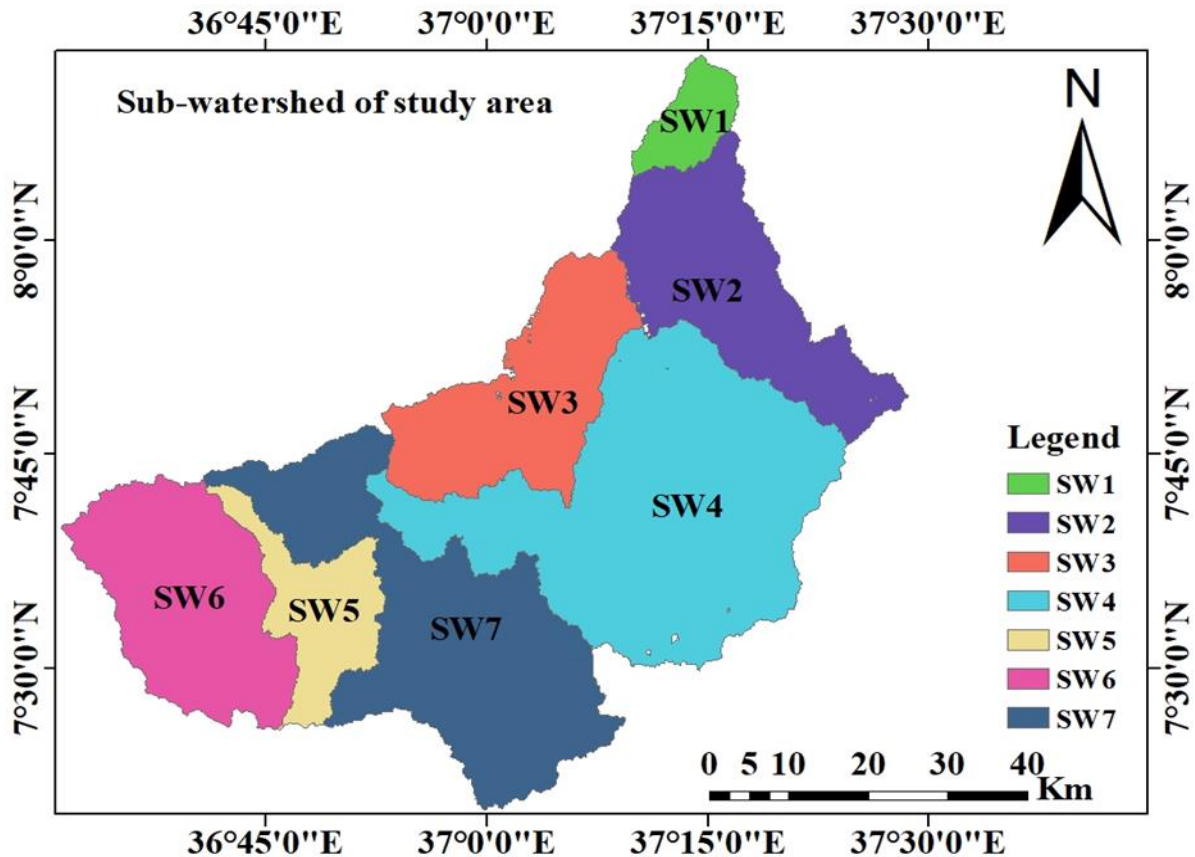 36°45'0"E 37°0'0"E 37°15'0"E 37°30'0"E
Sub-watershed of study area
N
SW1
8°0'0"N
8°0'0"N
SW2
SW3
7°45'0"N
7°45'0"N
Legend
SW1
SW2
SW3
SW4
SW5
SW6
SW7
SW4
SW6
SW5
SW7
7°30'0"N
7°30'0"N
0 5 10 20 30 40
Km
36°45'0"E 37°0'0"E 37°15'0"E 37°30'0"E